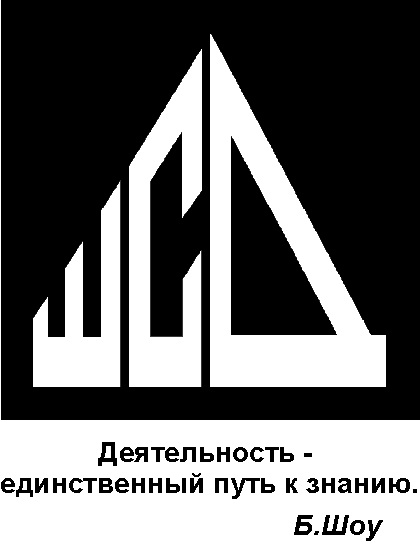 ШСД
Деятельность -
единственный путь к знанию.
Б.Шоу